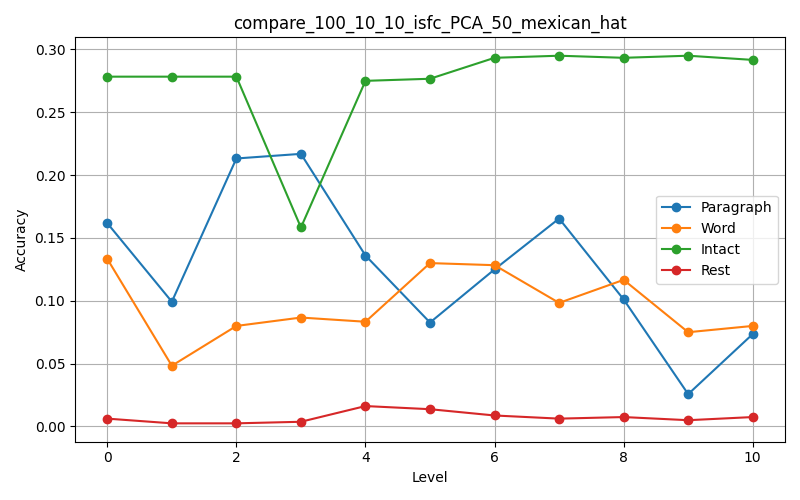 compare_100_10_10_isfc_PCA_50_mexican_hat
Accuracy
0.30
0.25
0.20
0.15
0.10
0.05
0.00
Paragraph
Word
Intact
Rest
0 2 4 6 8 10
Level